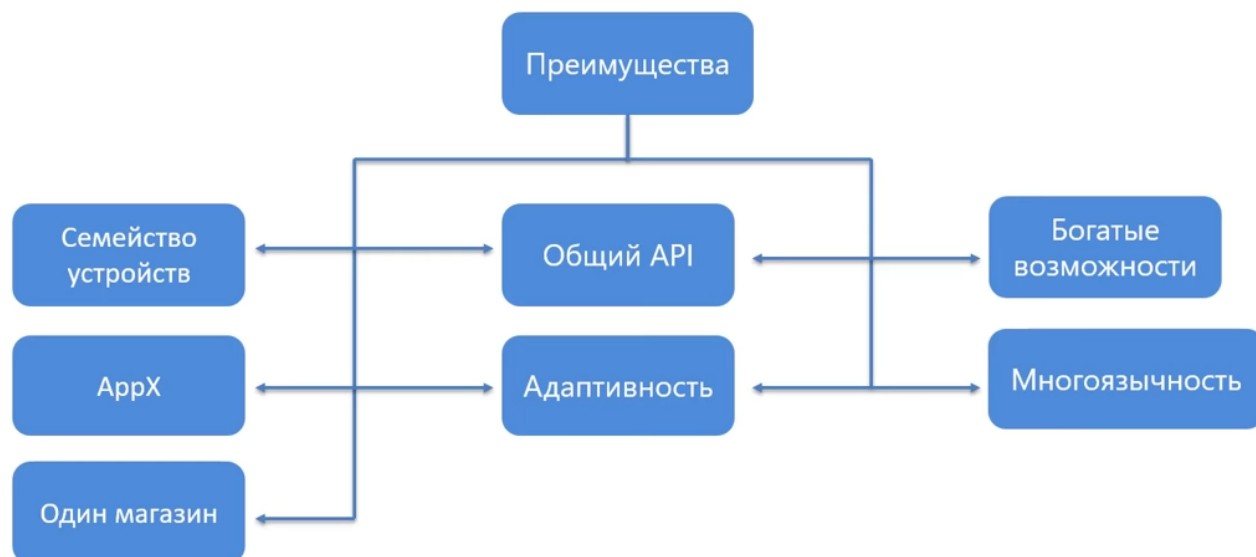 Преимущества
Семейство
устройств
Общий API
Богатые
возможности
AppX
Адаптивность
Многоязычность
Один магазин